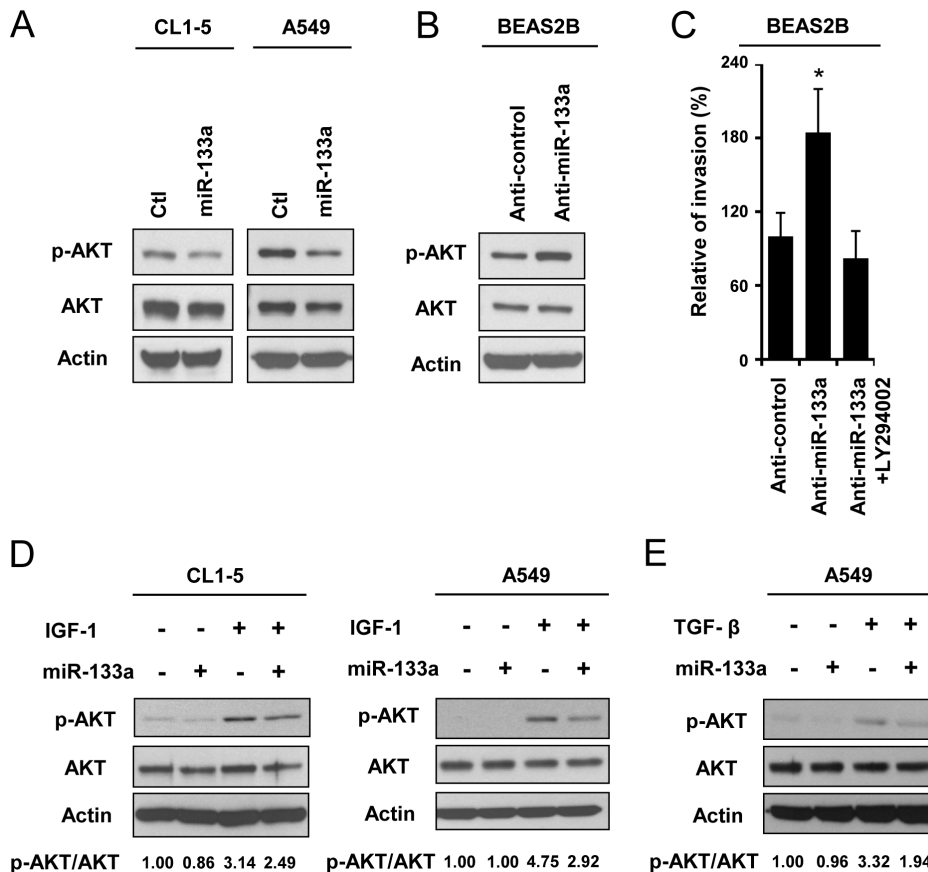 A
CL1-5 A549
Ctl miR-133a Ctl miR-133a
p-AKT
AKT
Actin
B
BEAS2B
Anti-control Anti-miR-133a
p-AKT
AKT
Actin
C
BEAS2B
240
*
180
120
60
0
Relative of invasion (%)
Anti-control
Anti-miR-133a
Anti-miR-133a
+LY294002
D
CL1-5
IGF-1 - - + +
miR-133a - + - +
p-AKT
AKT
Actin
p-AKT/AKT 1.00 0.86 3.14 2.49
A549
IGF-1 - - + +
miR-133a - + - +
p-AKT
AKT
Actin
p-AKT/AKT 1.00 1.00 4.75 2.92
E
A549
TGF- β - - + +
miR-133a - + - +
p-AKT
AKT
Actin
p-AKT/AKT 1.00 0.96 3.32 1.94